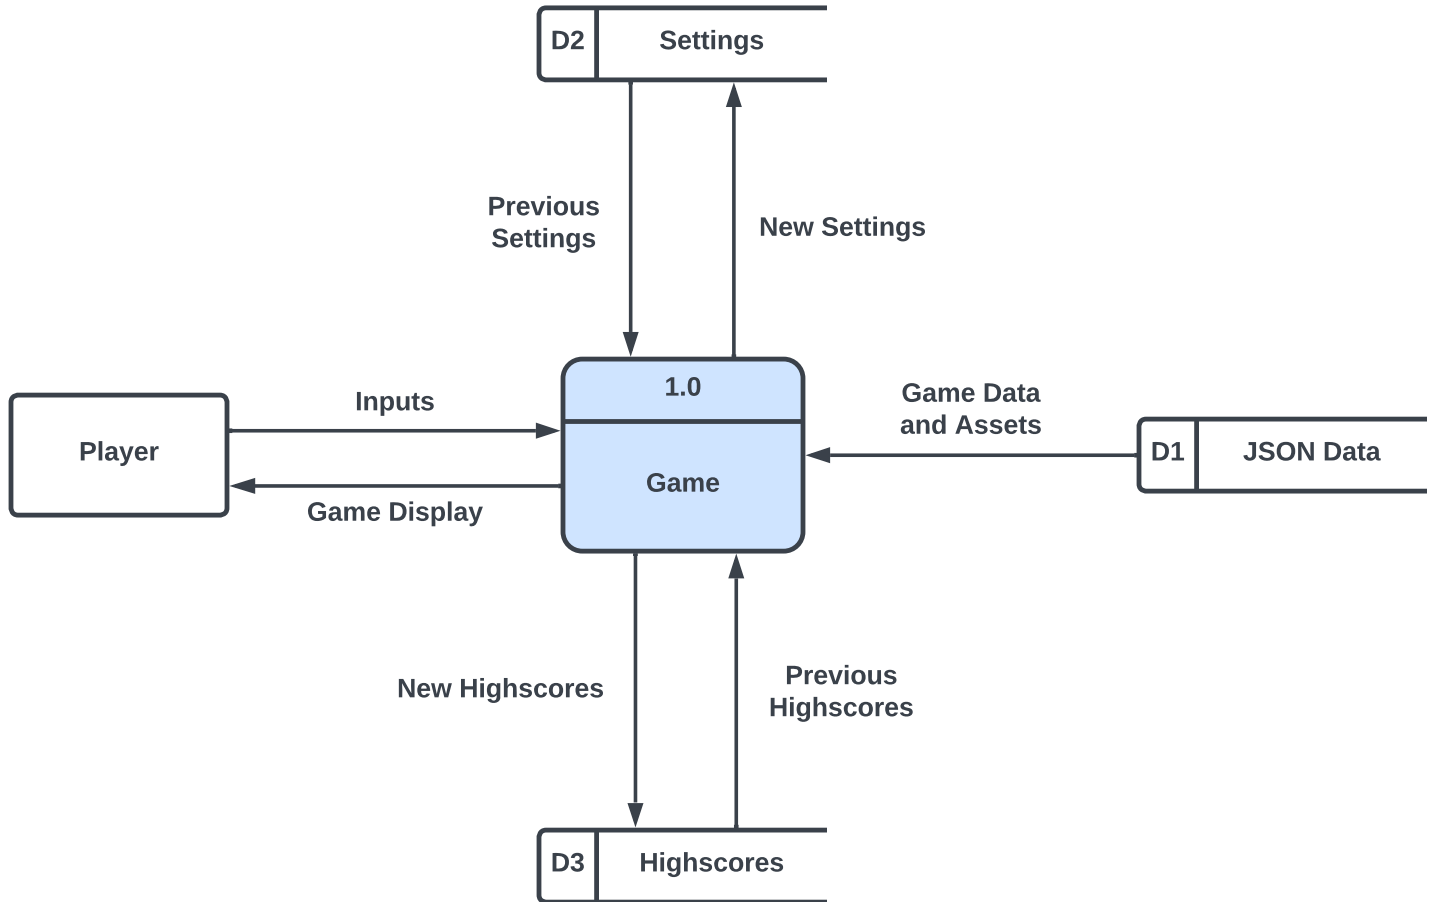 D2 Settings
Previous
Settings
New Settings
1.0
Game
Inputs
Player
Game Display
Game Data
and Assets
D1 JSON Data
New Highscores
Previous
Highscores
D3 Highscores